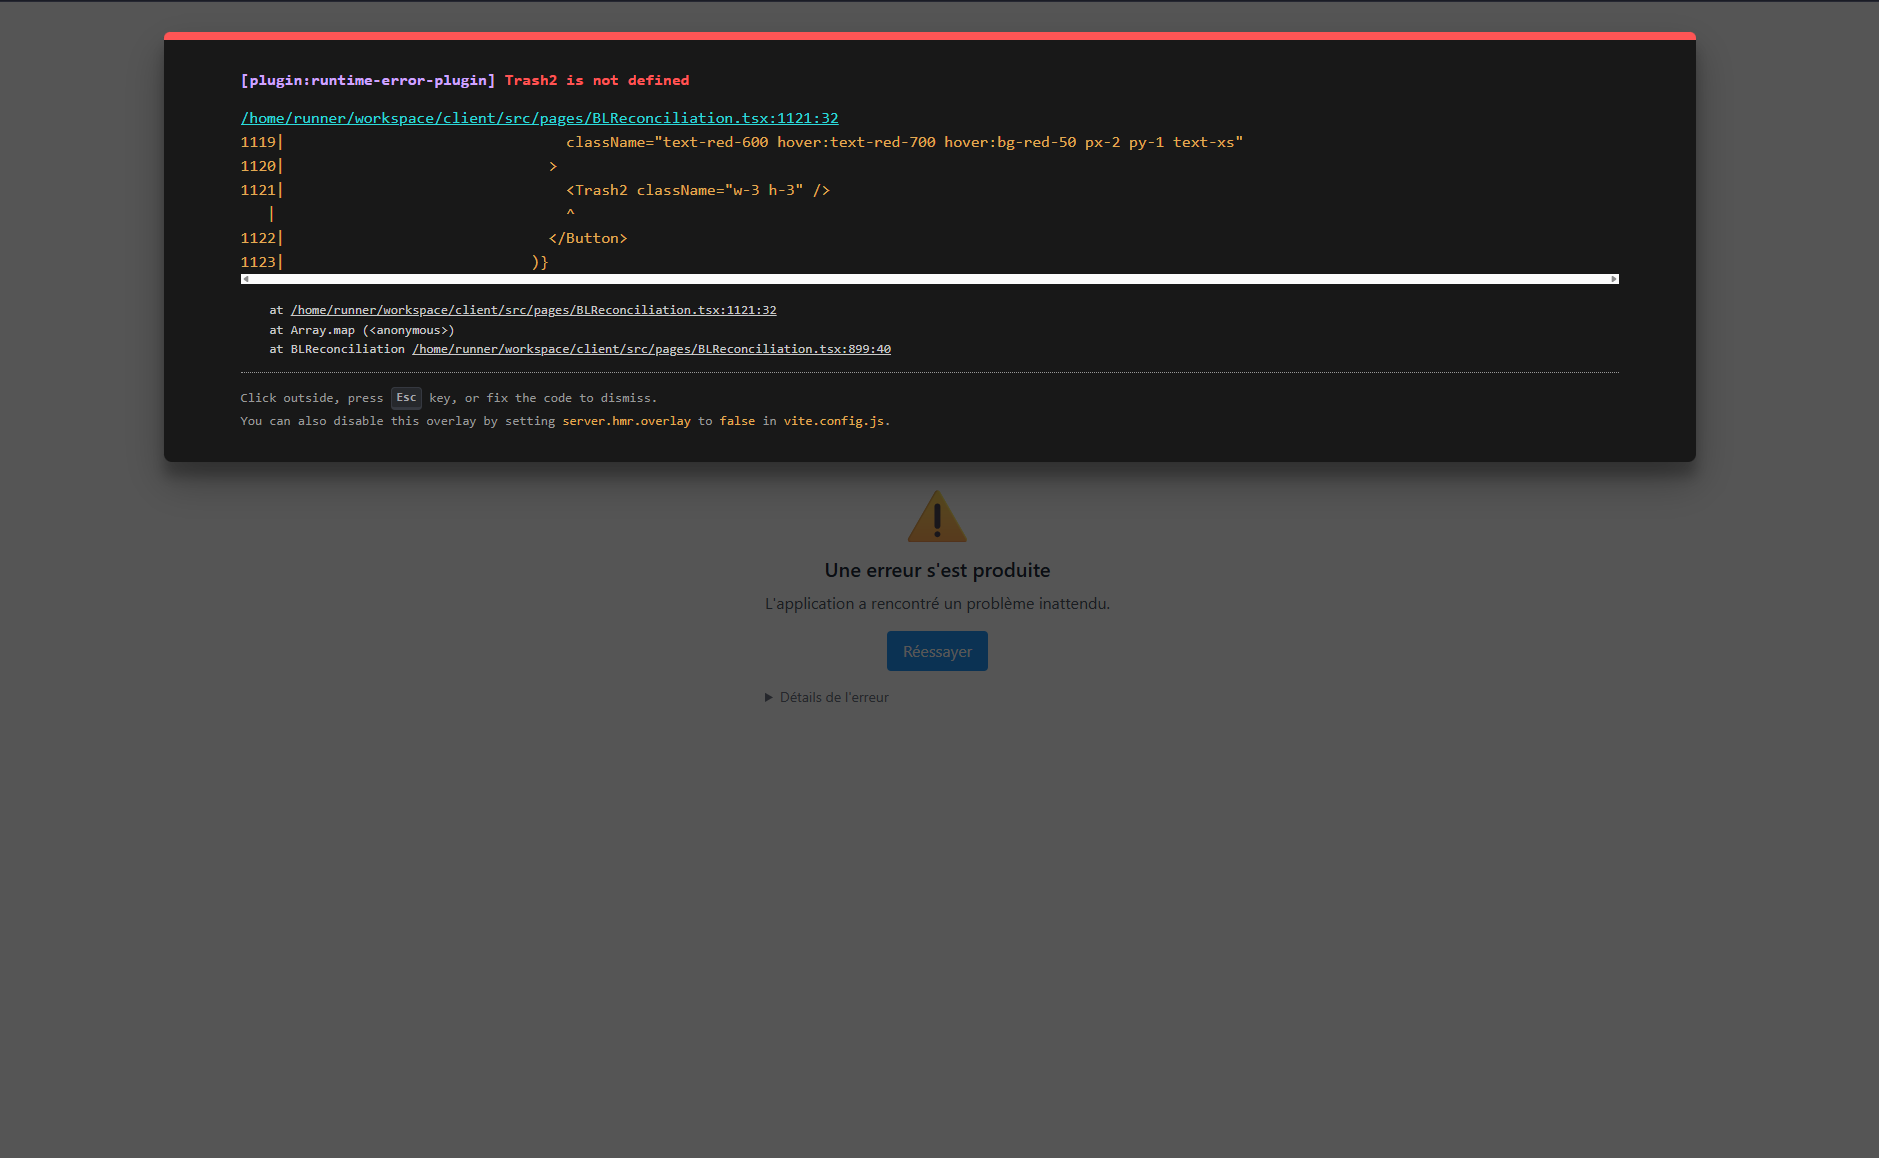 [plugin:runtime-error-plugin] Trash2 is not defined
/home/runner/workspace/client/src/pages/BLReconciliation.tsx:1121:32
1119|                                className="text-red-600 hover:text-red-700 hover:bg-red-50 px-2 py-1 text-xs"
1120|                              >
1121|                                <Trash2 className="w-3 h-3" />
   |                                 ^
1122|                              </Button>
1123|                            )}
at /home/runner/workspace/client/src/pages/BLReconciliation.tsx:1121:32
at Array.map (<anonymous>)
at BLReconciliation /home/runner/workspace/client/src/pages/BLReconciliation.tsx:899:40
Click outside, press Esc key, or fix the code to dismiss.
You can also disable this overlay by setting server.hmr.overlay to false in vite.config.js.
Une erreur s'est produite
L'application a rencontré un problème inattendu.
Réessayer
▶ Détails de l'erreur